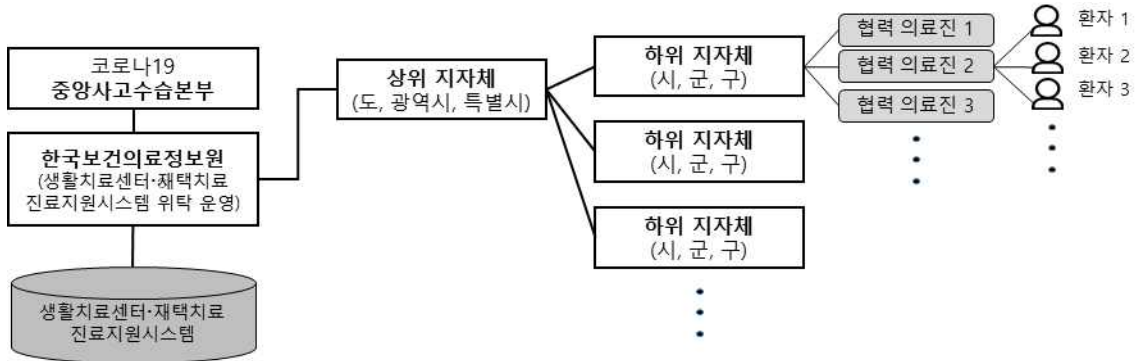 코로나19
중앙사고수습본부
한국보건의료정보원
(생활치료센터·재택치료
진료지원시스템 위탁 운영)
생활치료센터·재택치료
진료지원시스템
상위 지자체
(도, 광역시, 특별시)
하위 지자체
(시, 군, 구)
하위 지자체
(시, 군, 구)
하위 지자체
(시, 군, 구)
협력 의료진 1
협력 의료진 2
협력 의료진 3
환자 1
환자 2
환자 3